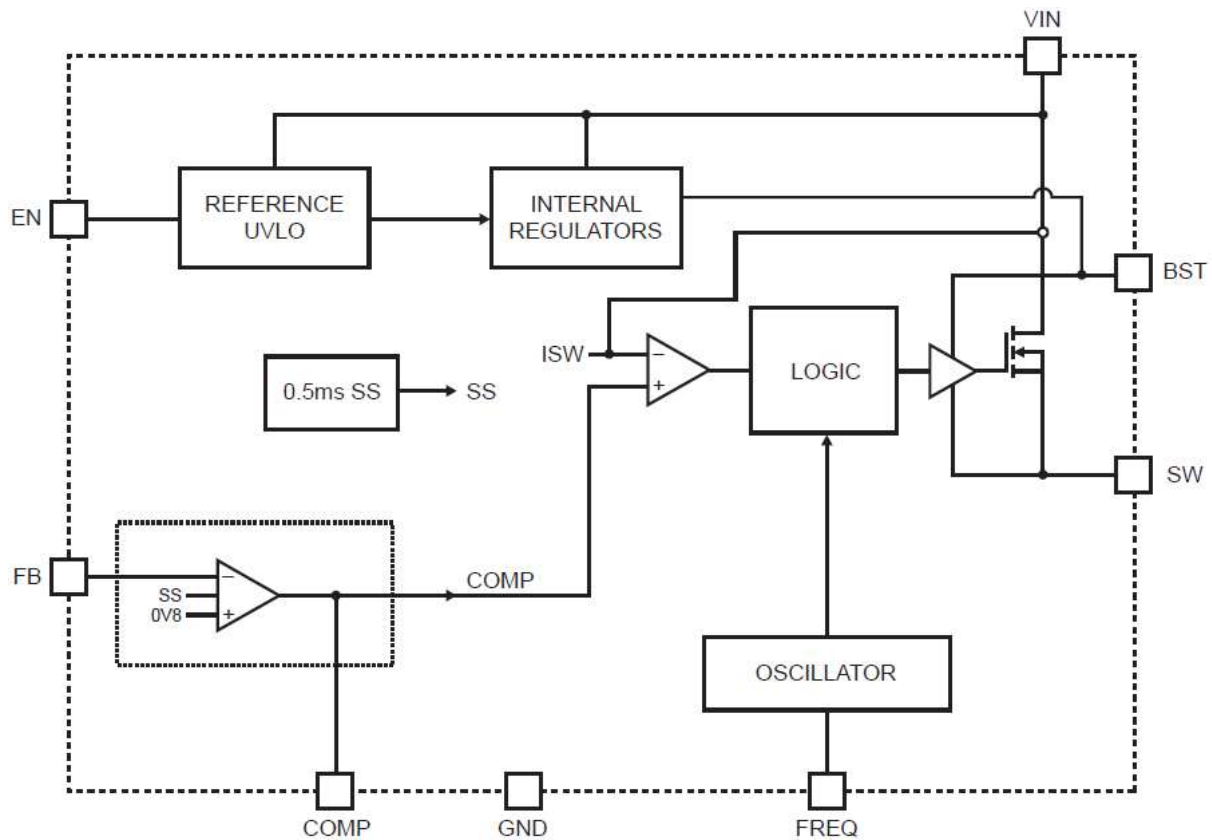 VIN
EN
REFERENCE
UVLO
INTERNAL
REGULATORS
BST
ISW
−
+
LOGIC
0.5ms SS
SS
SW
FB
−
SS
0V8
+
COMP
OSCILLATOR
COMP
GND
FREQ